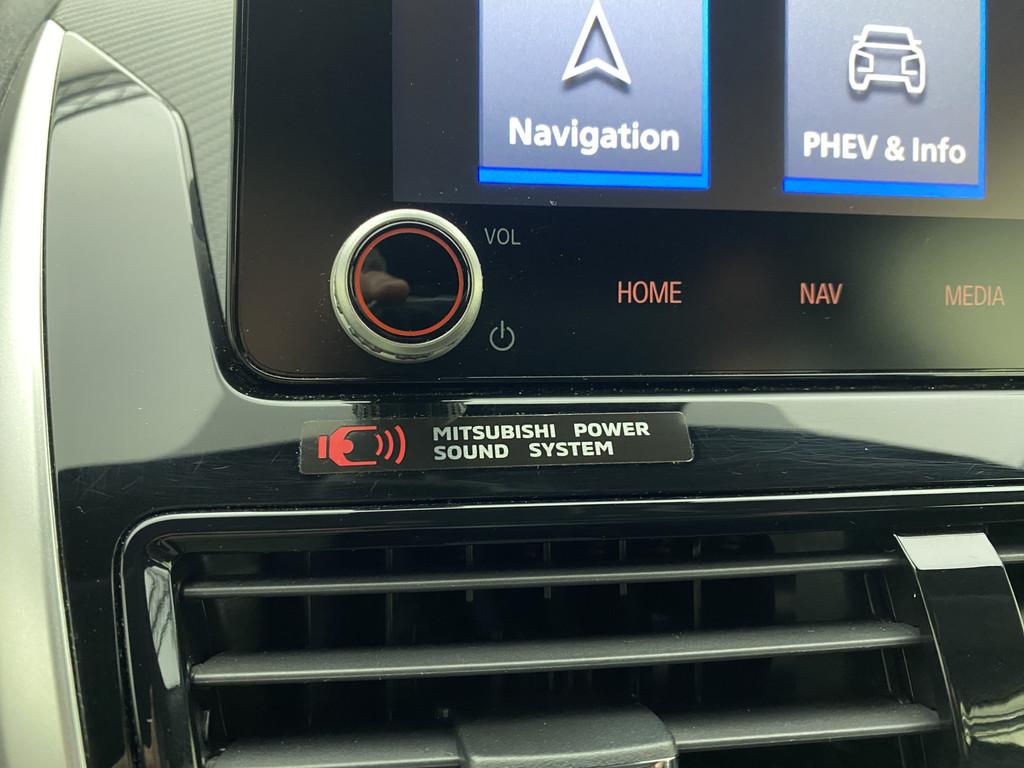 Navigation
PHEV & Info
VOL
HOME NAV MEDIA
MITSUBISHI POWER
SOUND SYSTEM